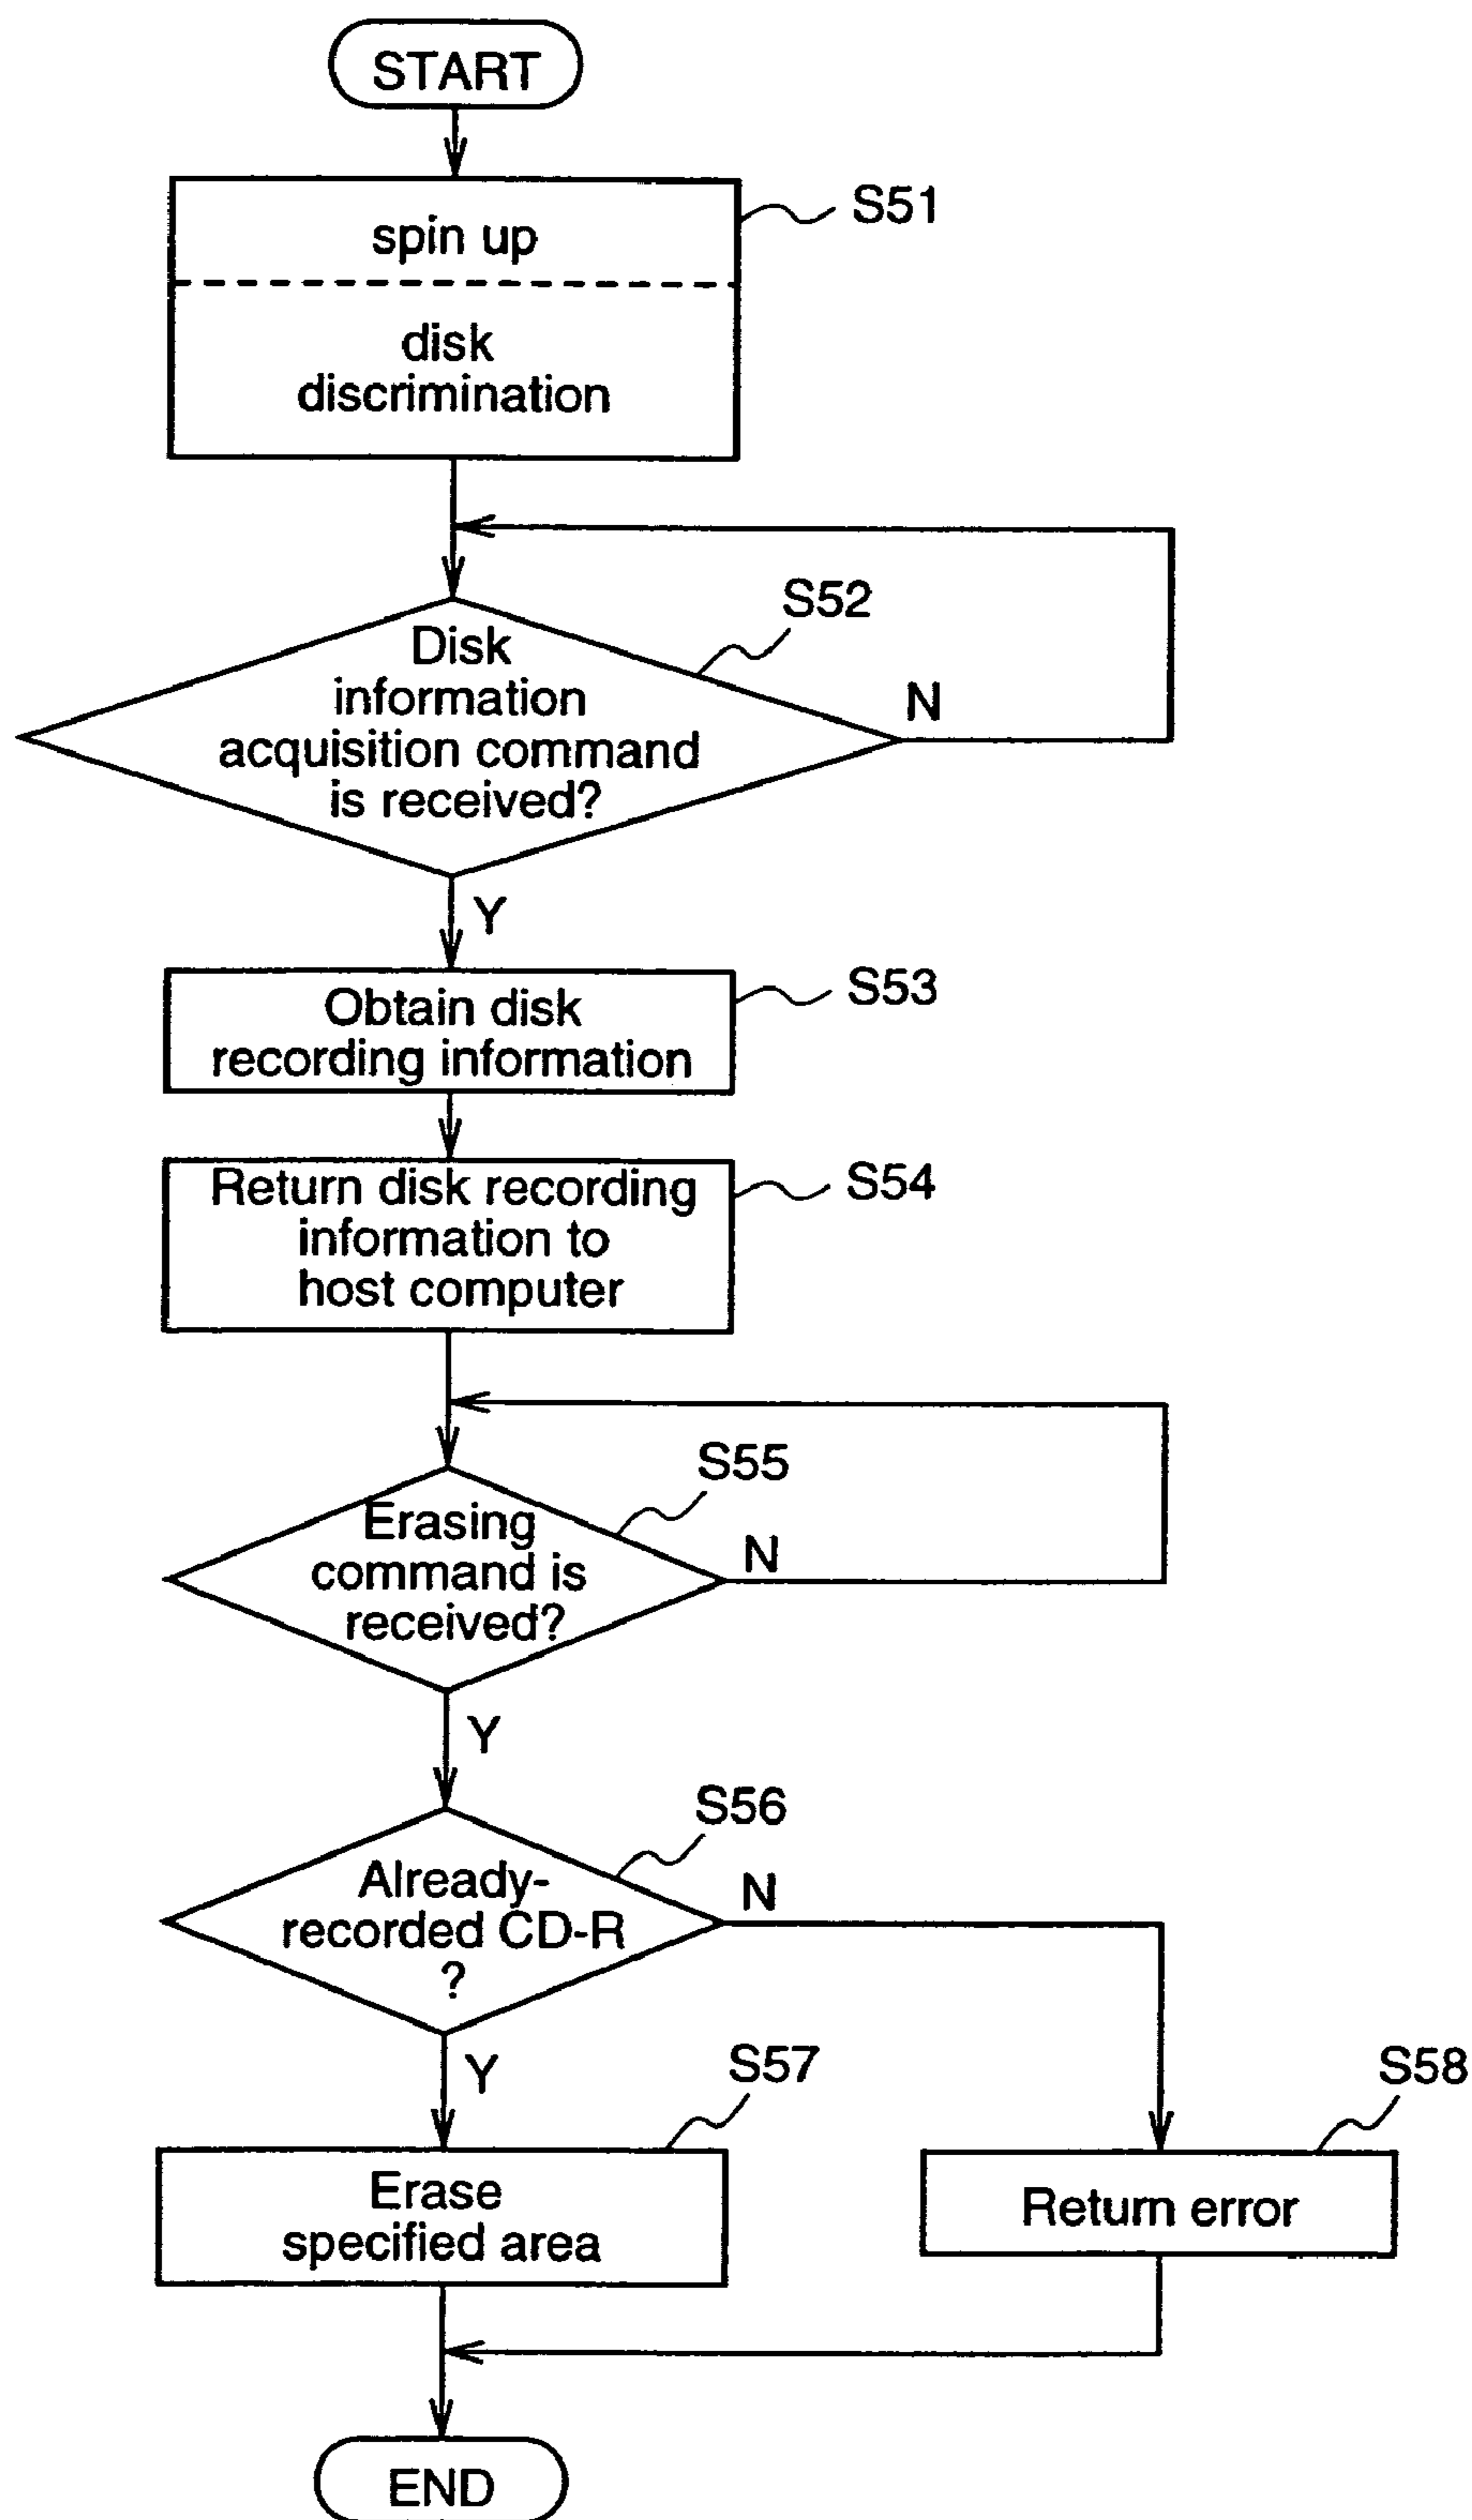 START
spin up
S51
disk
discrimination
S52
Disk
information
acquisition command
is received?
N
Y
Obtain disk
recording information
S53
Return disk recording
information to
host computer
S54
S55
Erasing
command is
received?
N
Y
S56
Already-
recorded CD-R
?
N
Y
S57
S58
Erase
specified area
Return error
END